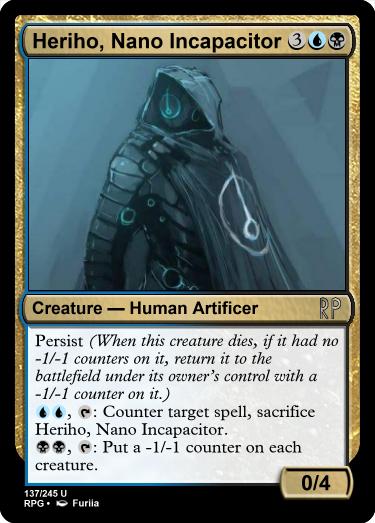 Heriho, Nano Incapacitor 3
Creature — Human Artificer RP
Persist (When this creature dies, if it had no
-1/-1 counters on it, return it to the
battlefield under its owner's control with a
-1/-1 counter on it.)
, : Counter target spell, sacrifice
Heriho, Nano Incapacitor.
, : Put a -1/-1 counter on each
creature.
0/4
137/245 U
RPG • Furiia